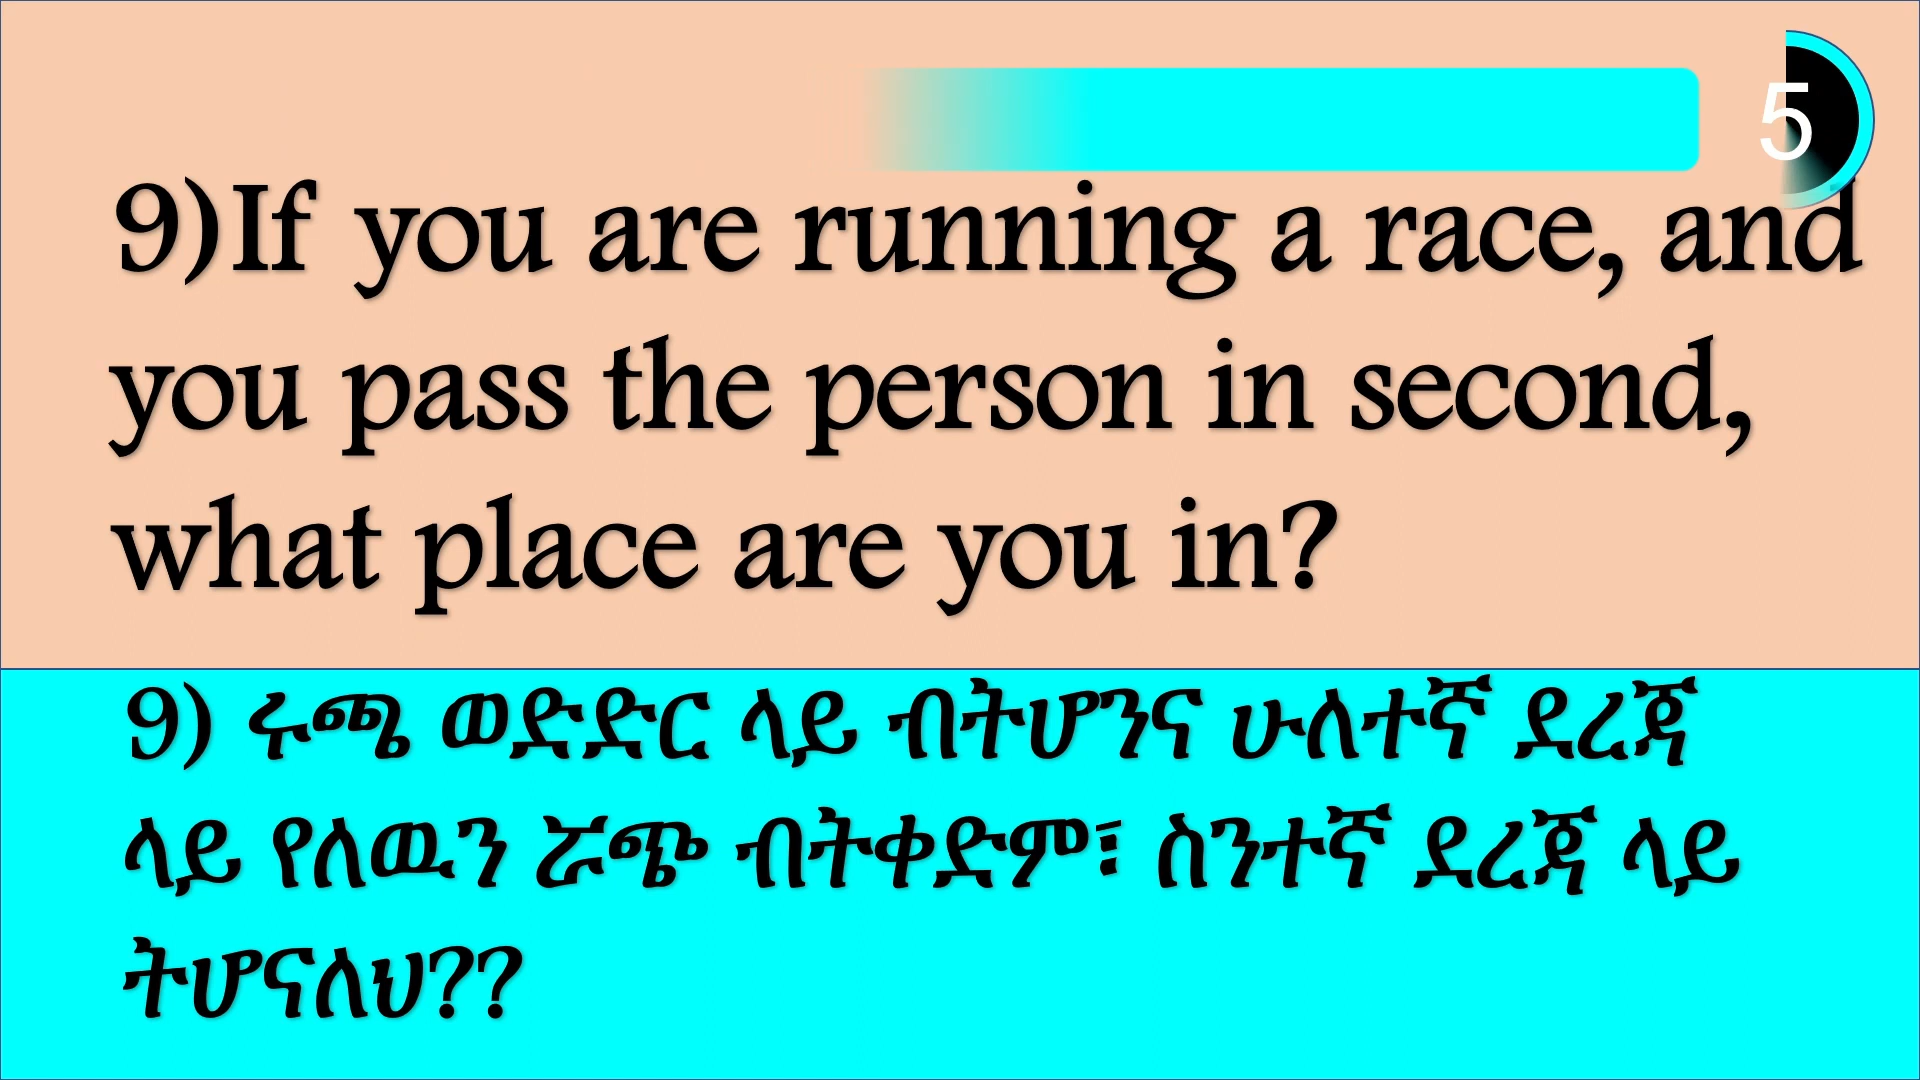 5
9)If you are running a race, and
you pass the person in second,
what place are you in?
9) ሩጫ ወድድር ላይ ብትሆንና ሁለተኛ ደረጃ
ላይ የለዉን ሯጭ ብትቀድም፣ ስንተኛ ደረጃ ላይ
ትሆናለህ??